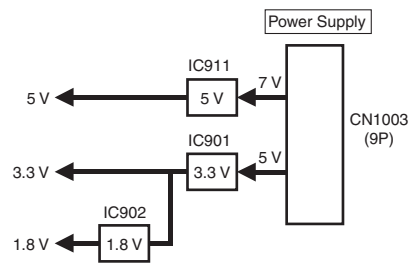 Power Supply
IC911
7 V
5 V
5 V
CN1003
(9P)
IC901
5 V
3.3 V
3.3 V
IC902
1.8 V
1.8 V